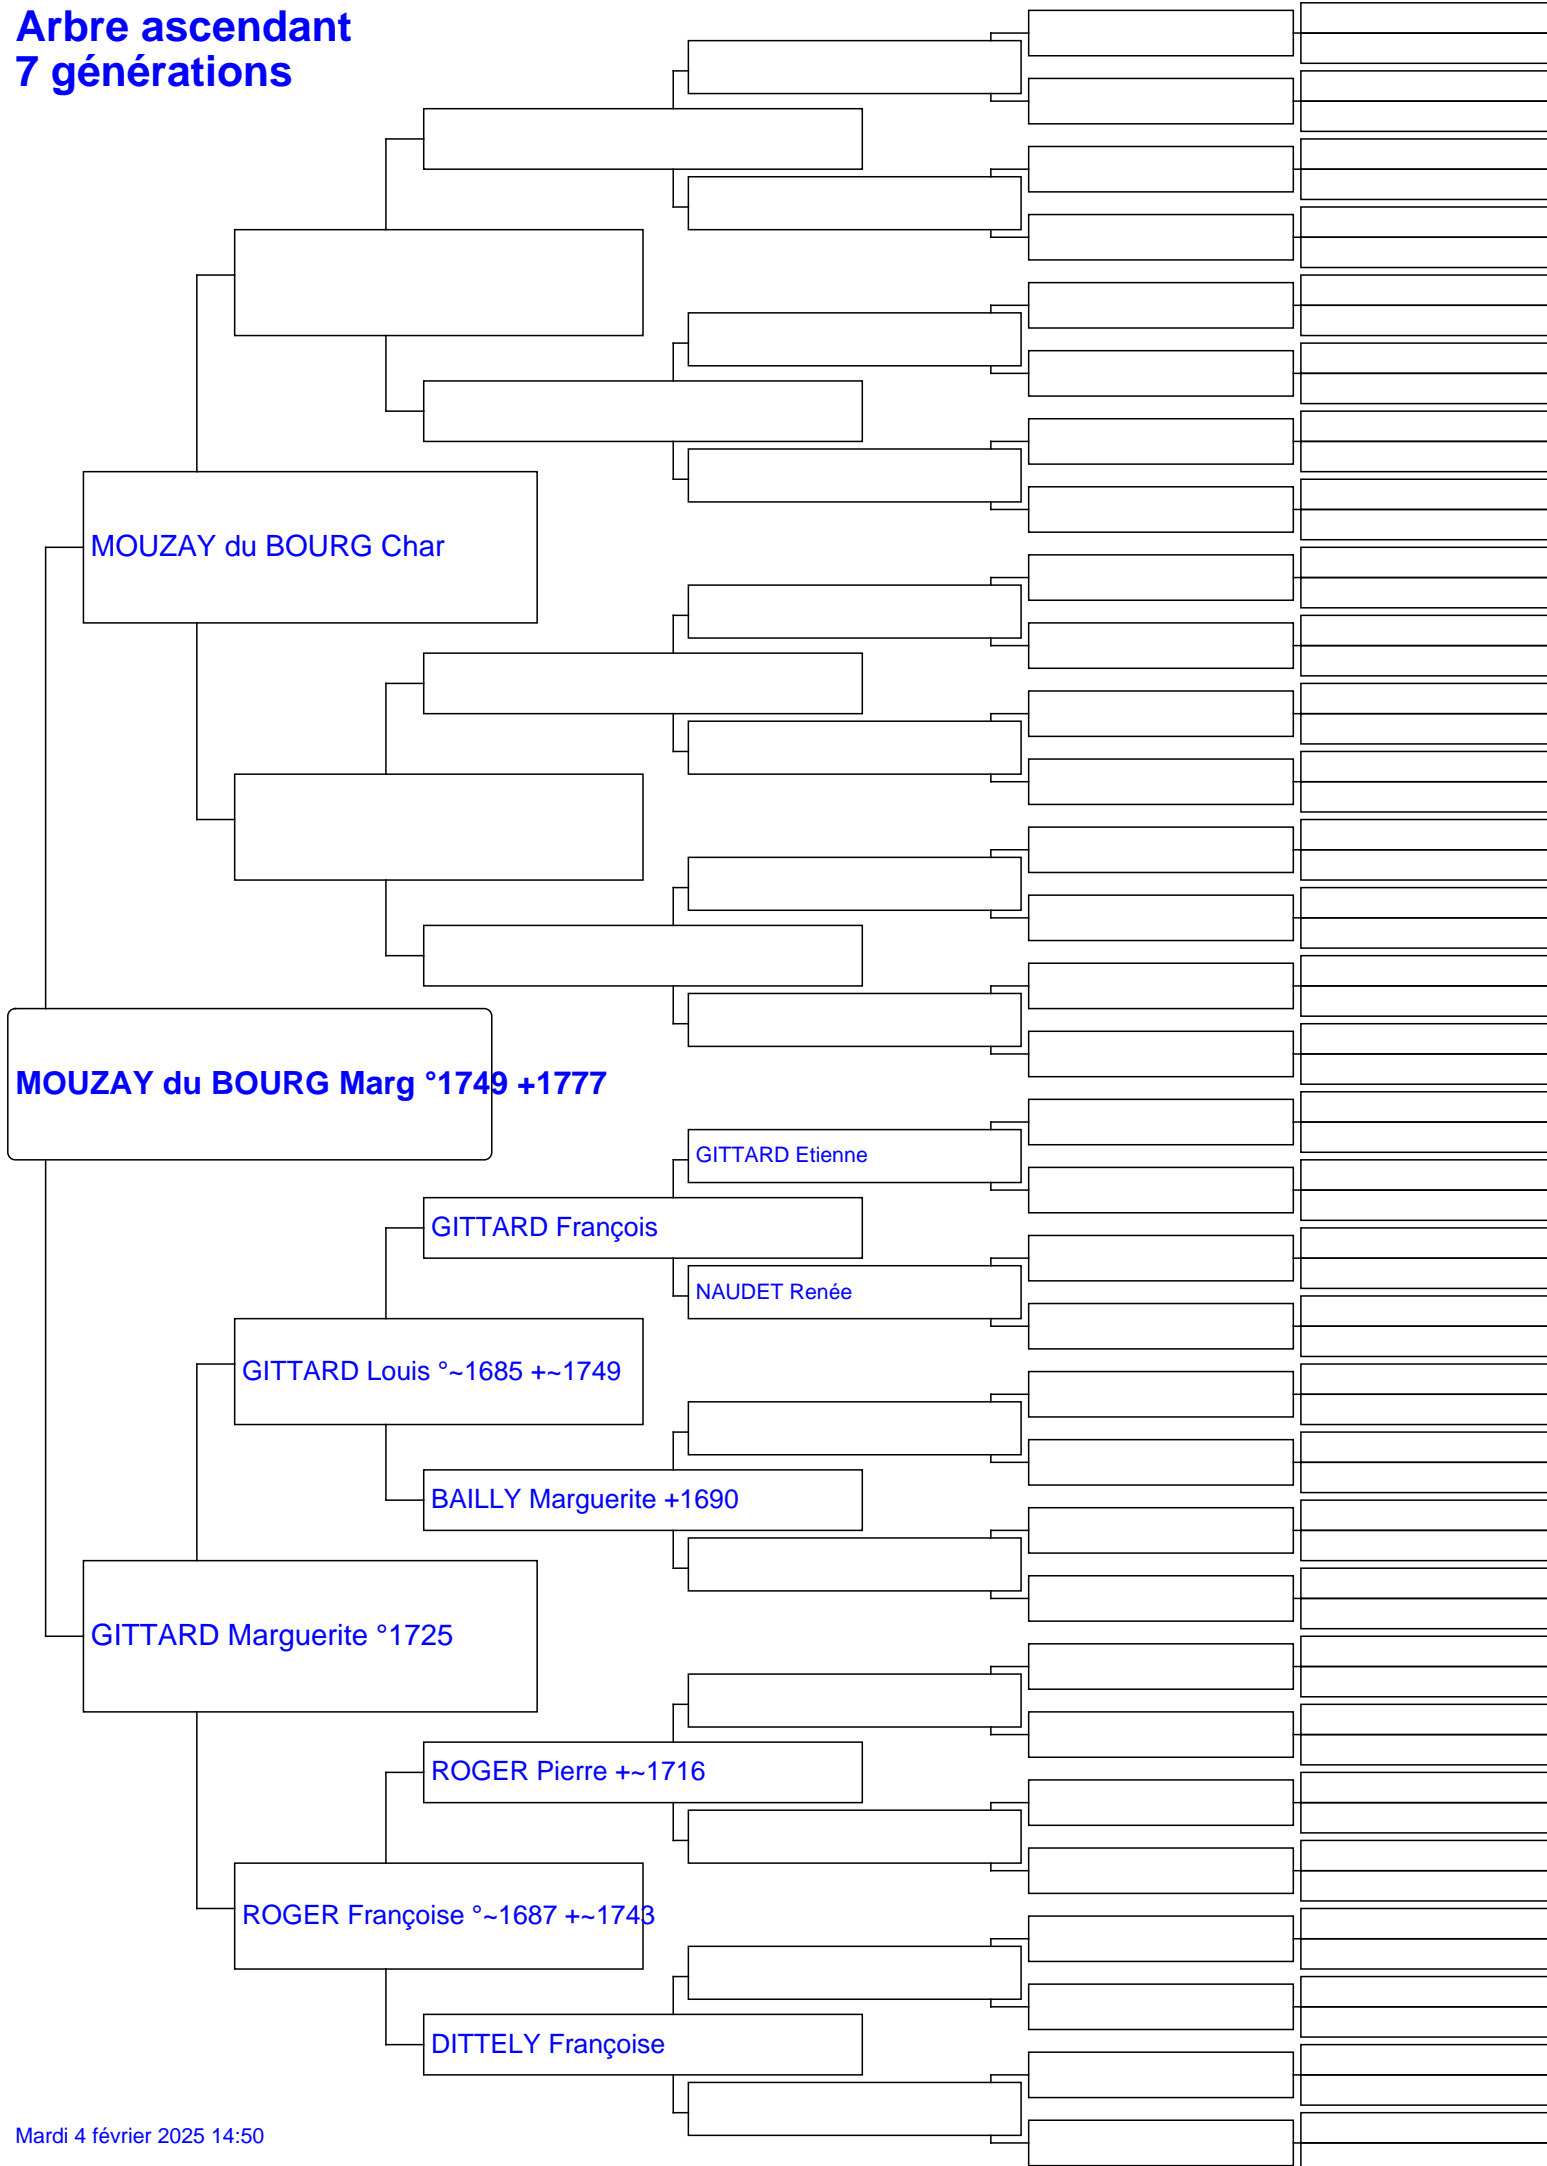 Arbre ascendant
7 générations
MOUZAY du BOURG Char
MOUZAY du BOURG Marg °1749 +1777
GITTARD Etienne
GITTARD François
NAUDET Renée
GITTARD Louis °~1685 +~1749
BAILLY Marguerite +1690
GITTARD Marguerite °1725
ROGER Pierre +~1716
ROGER Françoise °~1687 +~1743
DITTELY Françoise
Mardi 4 février 2025 14:50